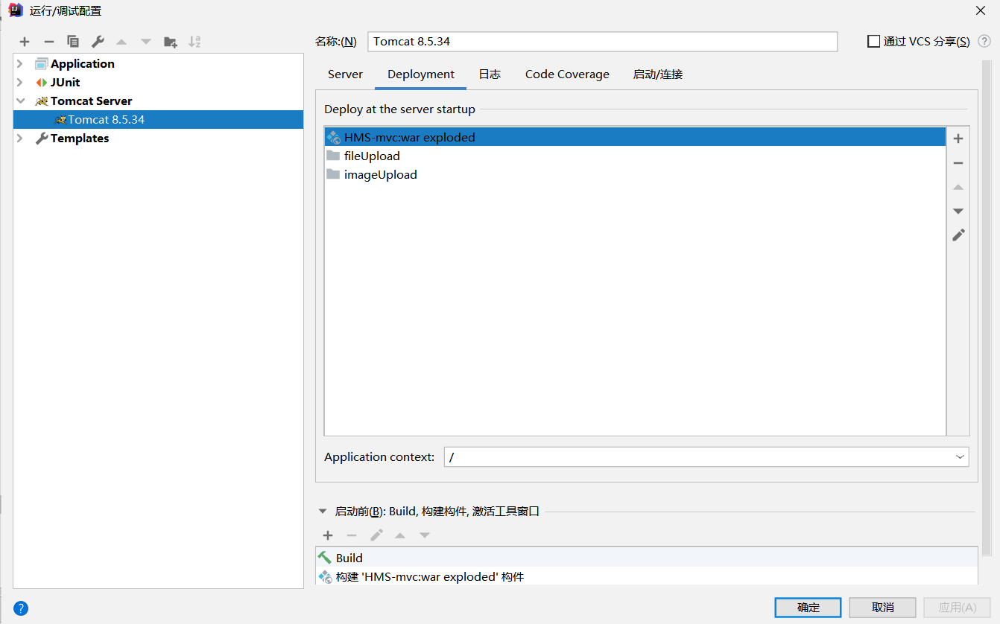 运行/调试配置
名称:(N) Tomcat 8.5.34 通过 VCS 分享(S) ?
Application
JUnit
Tomcat Server
Tomcat 8.5.34
Templates
Server Deployment 日志 Code Coverage 启动/连接
Deploy at the server startup
HMS-mvc:war exploded
fileUpload
imageUpload
Application context: /
启动前(B): Build, 构建构件, 激活工具窗口
Build
构建 'HMS-mvc:war exploded' 构件
? 确定 取消 应用(A)